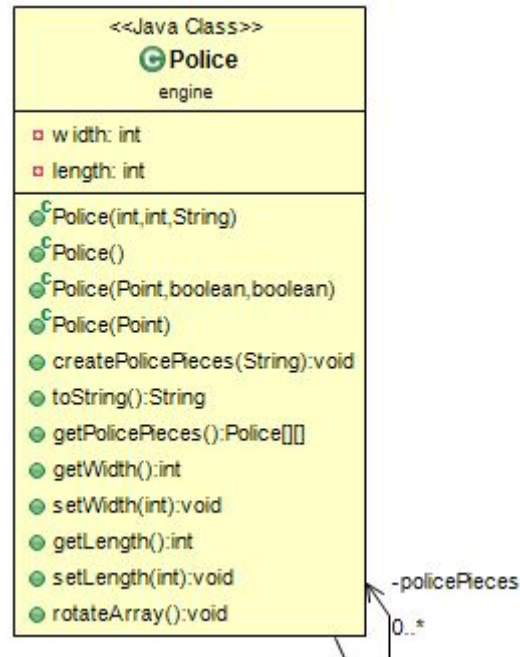 <<Java Class>>
Police
engine
width: int
length: int
Police(int,int,String)
Police()
Police(Point,boolean,boolean)
Police(Point)
createPolicePieces(String):void
toString():String
getPolicePieces():Police[][]
getWidth():int
setWidth(int):void
getLength():int
setLength(int):void
rotateArray():void
-policePieces
0..*